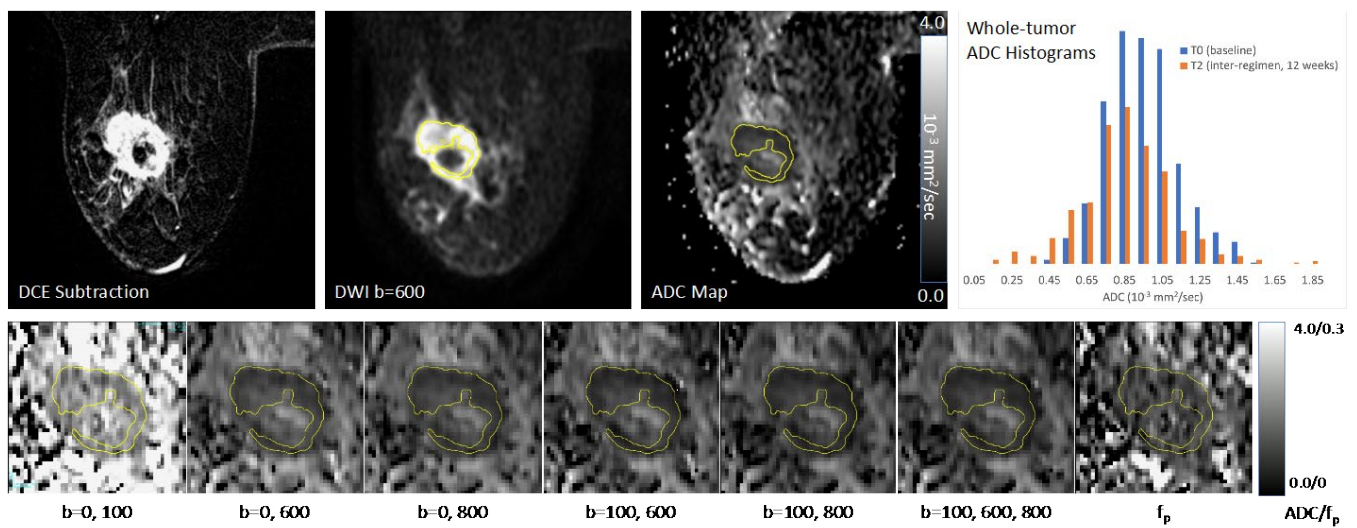 DCE Subtraction
DWI b=600
ADC Map
4.0
10-3 mm2/sec
0.0
Whole-tumor
ADC Histograms
T0 (baseline)
T2 (inter-regimen, 12 weeks)
0.05 0.25 0.45 0.65 0.85 1.05 1.25 1.45 1.65 1.85
ADC (10-3 mm2/sec)
4.0/0.3
0.0/0
b=0, 100
b=0, 600
b=0, 800
b=100, 600
b=100, 800
b=100, 600, 800
fp
ADC/fp